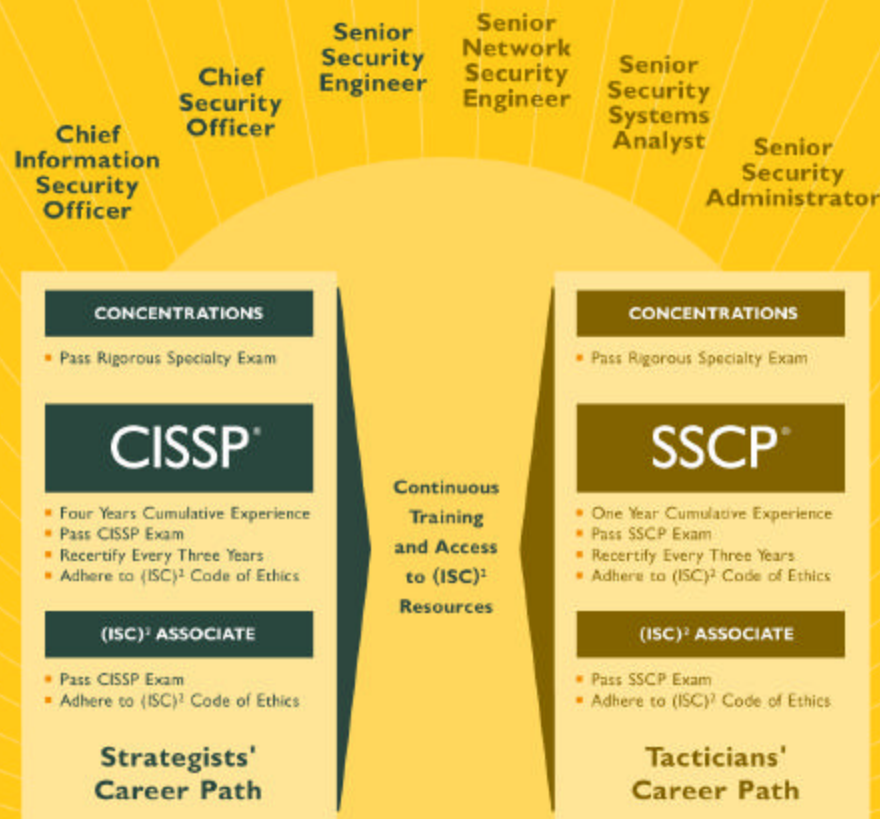 Chief
Information
Security
Officer
Chief
Security
Officer
Senior
Security
Engineer
Senior
Network
Security
Engineer
Senior
Security
Systems
Analyst
Senior
Security
Administrator
CONCENTRATIONS
Pass Rigorous Specialty Exam
CISSP®
Four Years Cumulative Experience
Pass CISSP Exam
Recertify Every Three Years
Adhere to (ISC)² Code of Ethics
(ISC)² ASSOCIATE
Pass CISSP Exam
Adhere to (ISC)² Code of Ethics
Strategists'
Career Path
Continuous
Training
and Access
to (ISC)²
Resources
CONCENTRATIONS
Pass Rigorous Specialty Exam
SSCP®
One Year Cumulative Experience
Pass SSCP Exam
Recertify Every Three Years
Adhere to (ISC)² Code of Ethics
(ISC)² ASSOCIATE
Pass SSCP Exam
Adhere to (ISC)² Code of Ethics
Tacticians'
Career Path